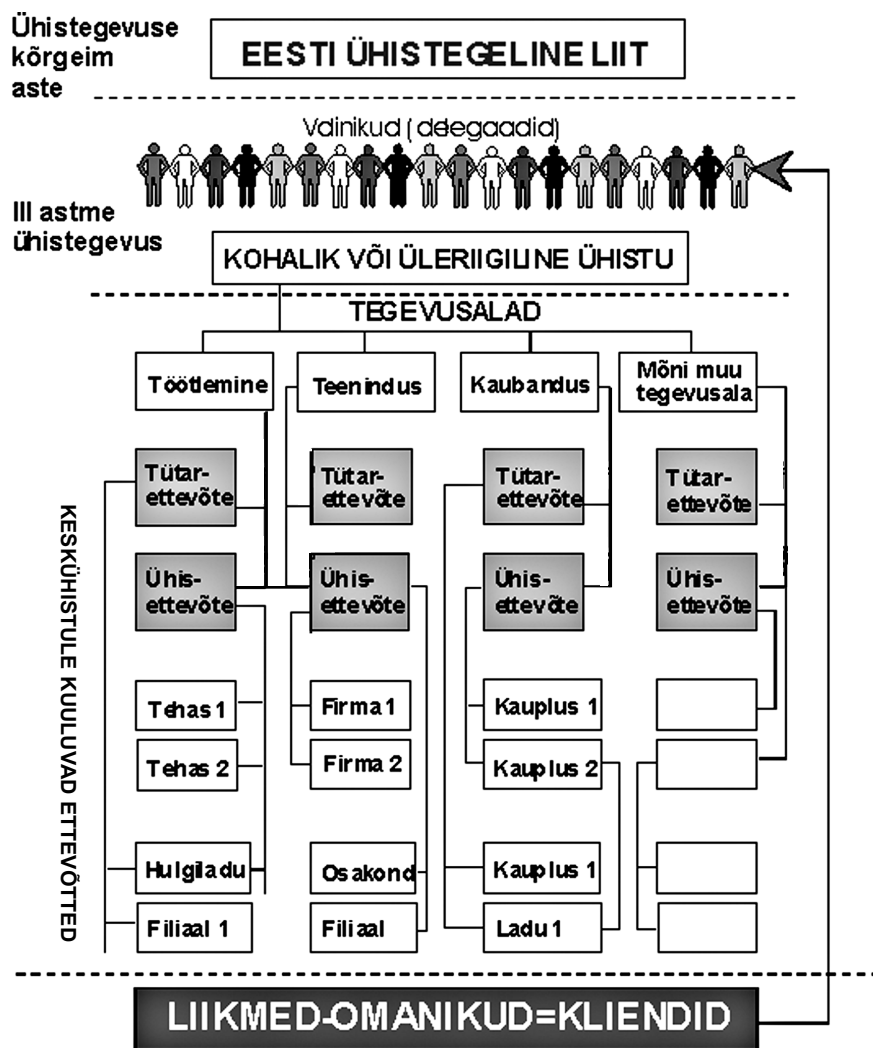 Ühistegevuse
kõrgeim
aste
EESTI ÜHISTEGELINE LIIT
Valnikud (delegaadid)
III astme
ühistegevus
KOHALIK VÕI ÜLERIIGILINE ÜHISTU
TEGEVUSALAD
Töötlemine
Teenindus
Kaubandus
Mõni muu
tegevusala
KESKÜHISTULE KUULUVAD ETTEVÕTTED
Tütar-
ettevõte
Tütar-
ettevõte
Tütar-
ettevõte
Tütar-
ettevõte
Ühis-
ettevõte
Ühis-
ettevõte
Ühis-
ettevõte
Ühis-
ettevõte
Tehas 1
Firma 1
Kauplus 1
Tehas 2
Firma 2
Kauplus 2
Hulgiladu
Osakond
Kauplus 1
Filiaal 1
Filiaal
Ladu 1
LIIKMED-OMANIKUD=KLIENDID